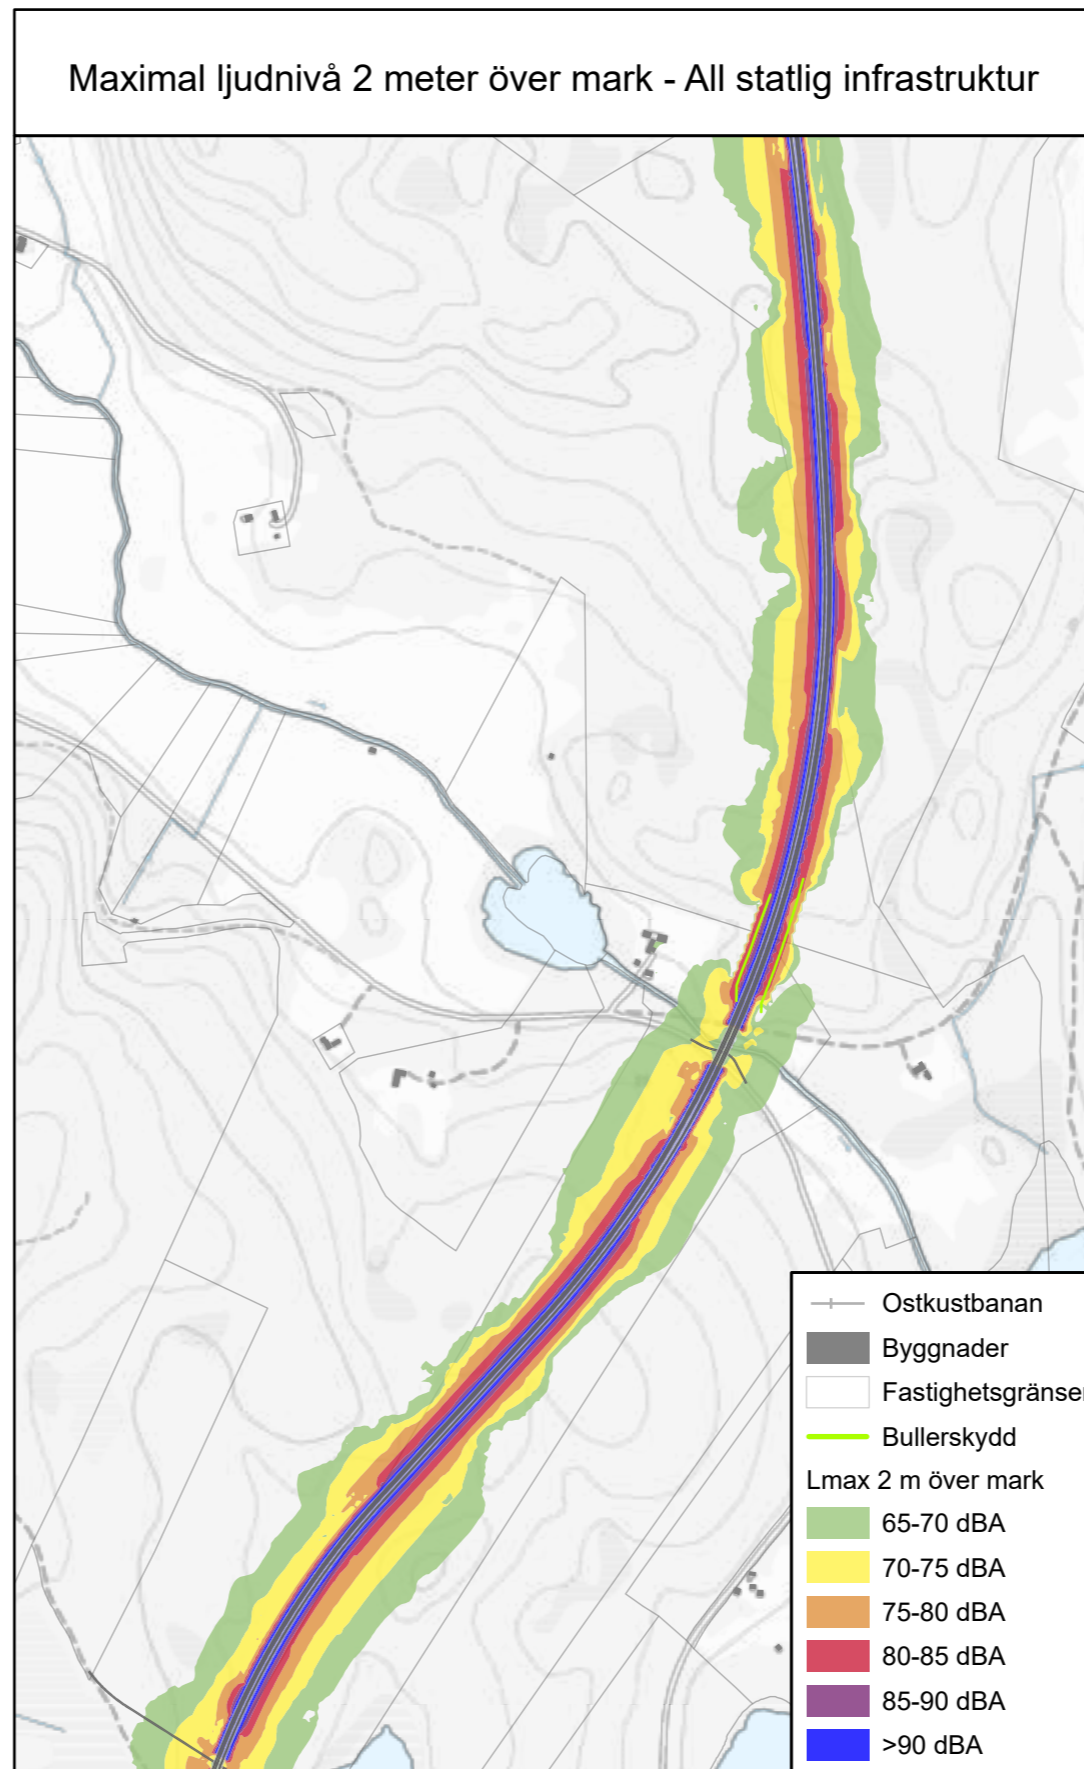 Maximal ljudnivå 2 meter över mark - All statlig infrastruktur
Ostkustbanan
Byggnader
Fastighetsgränser
Bullerskydd
Lmax 2 m över mark
65-70 dBA
70-75 dBA
75-80 dBA
80-85 dBA
85-90 dBA
>90 dBA